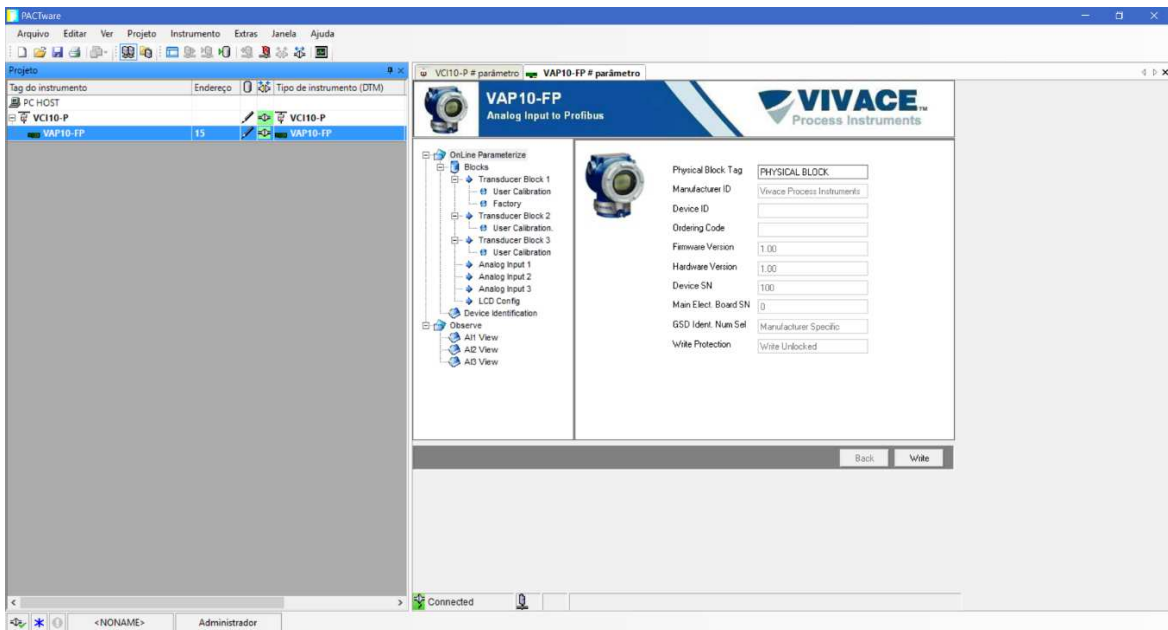 PACTware
Arquivo Editar Ver Projeto Instrumento Extras Janela Ajuda
Projeto
Tag do instrumento Endereço Tipo de instrumento (DTM)
PC HOST
VCI10-P VCI10-P
VAP10-FP 15 VAP10-FP
VCI10-P # parâmetro VAP10-FP # parâmetro
VAP10-FP
Analog Input to Profibus
VIVACE™
Process Instruments
OnLine Parameterize
Blocks
Transducer Block 1
User Calibration
Factory
Transducer Block 2
User Calibration.
Transducer Block 3
User Calibration
Analog Input 1
Analog Input 2
Analog Input 3
LCD Config
Device Identification
Observe
AI1 View
AI2 View
AI3 View
Physical Block Tag PHYSICAL BLOCK
Manufacturer ID Vivace Process Instruments
Device ID
Ordering Code
Firmware Version 1.00
Hardware Version 1.00
Device SN 100
Main Elect. Board SN 0
GSD Ident. Num Sel Manufacturer Specific
Write Protection Write Unlocked
Back Write
Connected
<NONAME> Administrador